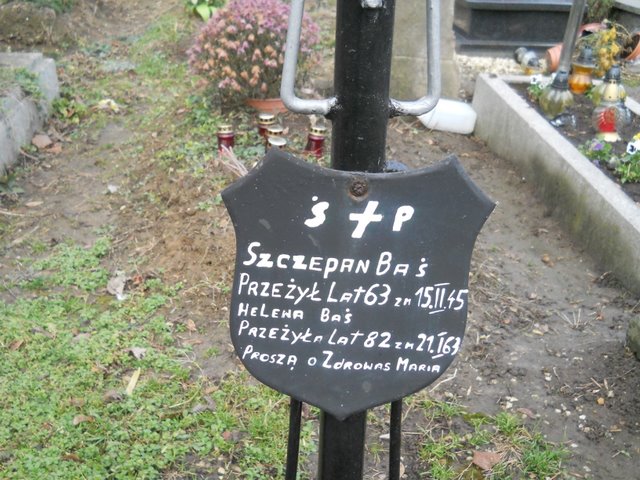 Ś + P
SZCZEPAN BAŚ
PRZEŻYŁ LAT 63 ZM 15.II.45
HELENA BAŚ
PRZEŻYŁA LAT 82 ZM 21.I.63
PROSZĄ O ZDROWAŚ MARIA